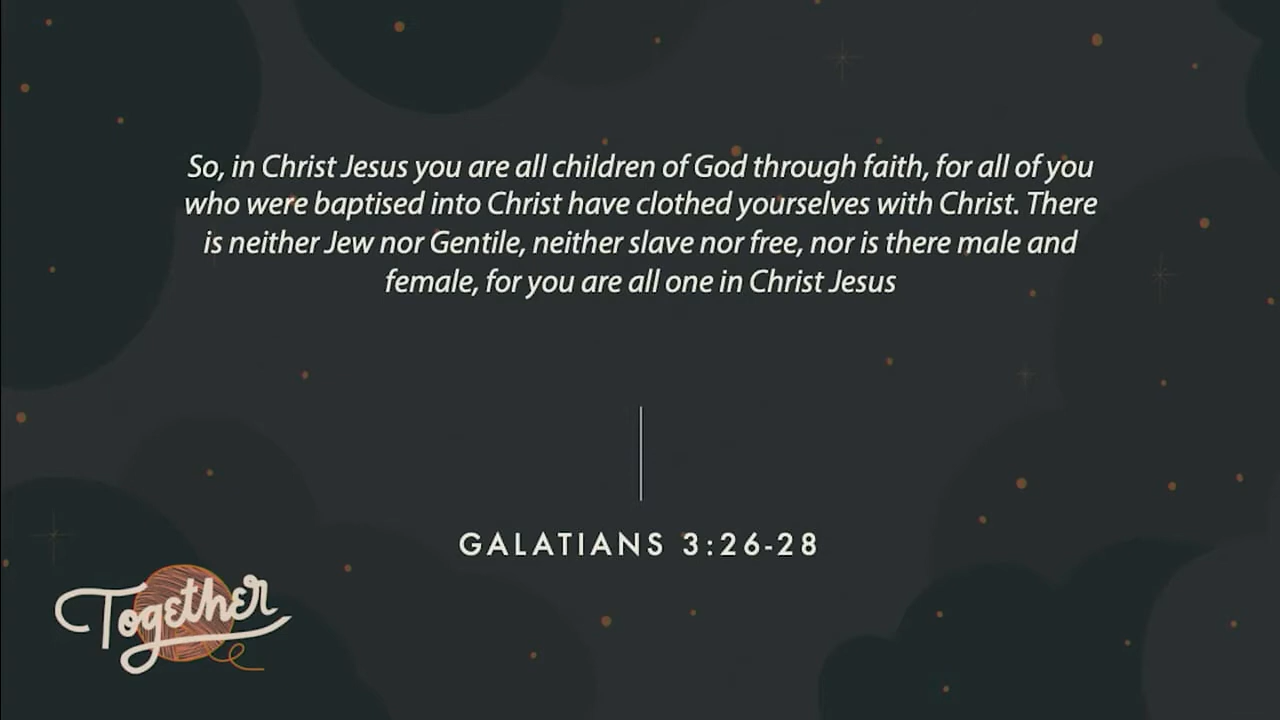 So, in Christ Jesus you are all children of God through faith, for all of you
who were baptised into Christ have clothed yourselves with Christ. There
is neither Jew nor Gentile, neither slave nor free, nor is there male and
female, for you are all one in Christ Jesus
GALATIANS 3:26-28
Together